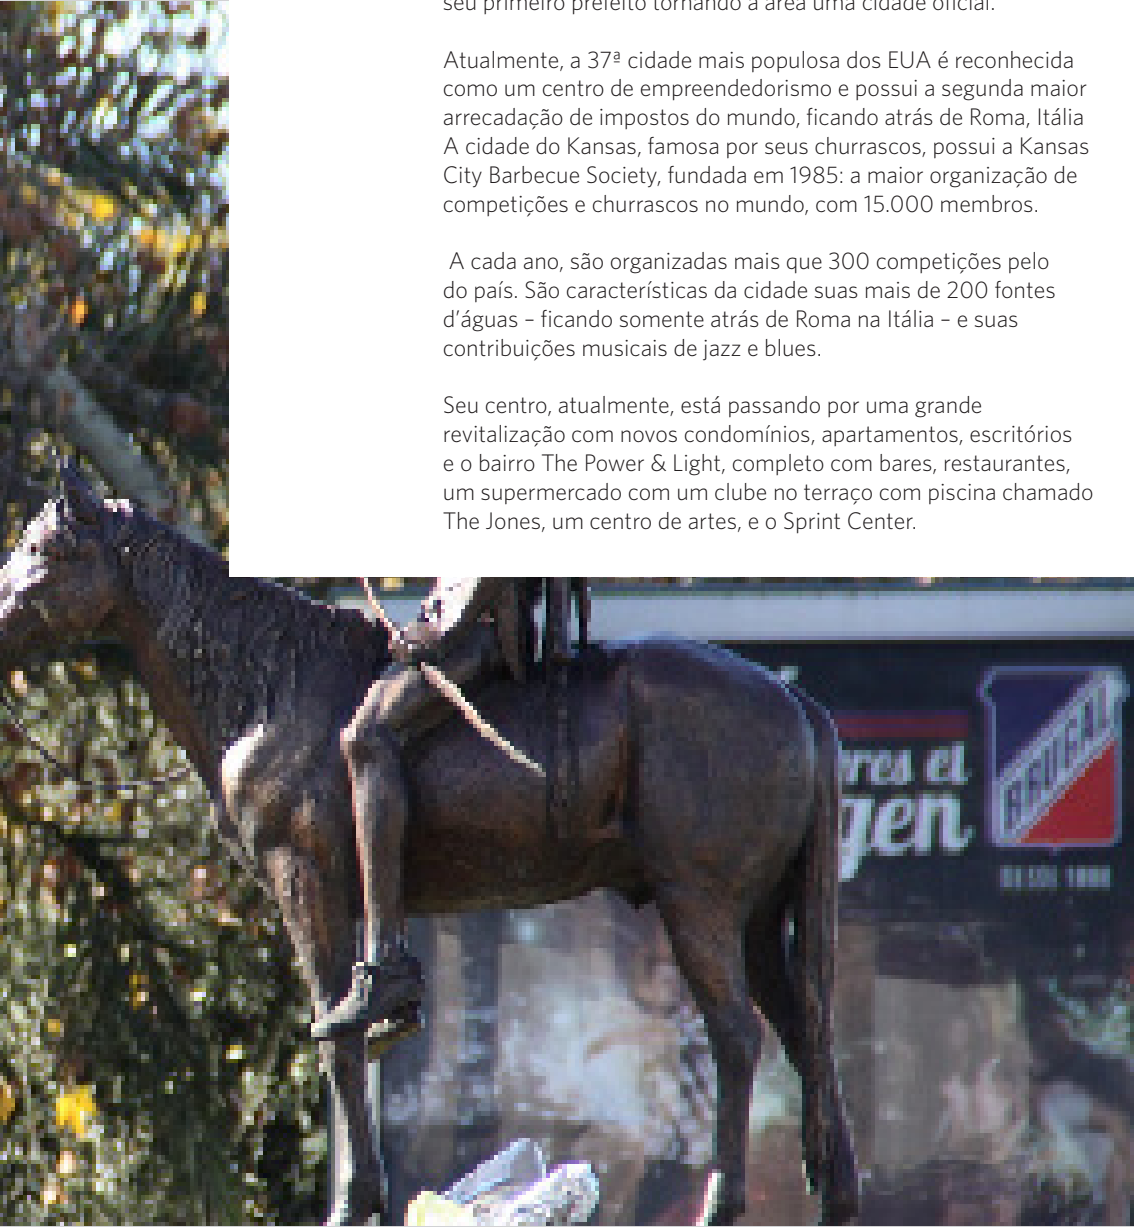 seu primeiro prefeito tornando a área uma cidade oficial.
Atualmente, a 37ª cidade mais populosa dos EUA é reconhecida
como um centro de empreendedorismo e possui a segunda maior
arrecadação de impostos do mundo, ficando atrás de Roma, Itália
A cidade do Kansas, famosa por seus churrascos, possui a Kansas
City Barbecue Society, fundada em 1985: a maior organização de
competições e churrascos no mundo, com 15.000 membros.
A cada ano, são organizadas mais que 300 competições pelo
do país. São características da cidade suas mais de 200 fontes
d’águas – ficando somente atrás de Roma na Itália – e suas
contribuições musicais de jazz e blues.
Seu centro, atualmente, está passando por uma grande
revitalização com novos condomínios, apartamentos, escritórios
e o bairro The Power & Light, completo com bares, restaurantes,
um supermercado com um clube no terraço com piscina chamado
The Jones, um centro de artes, e o Sprint Center.
res el
gen
BRUGAL
DESDE 1888